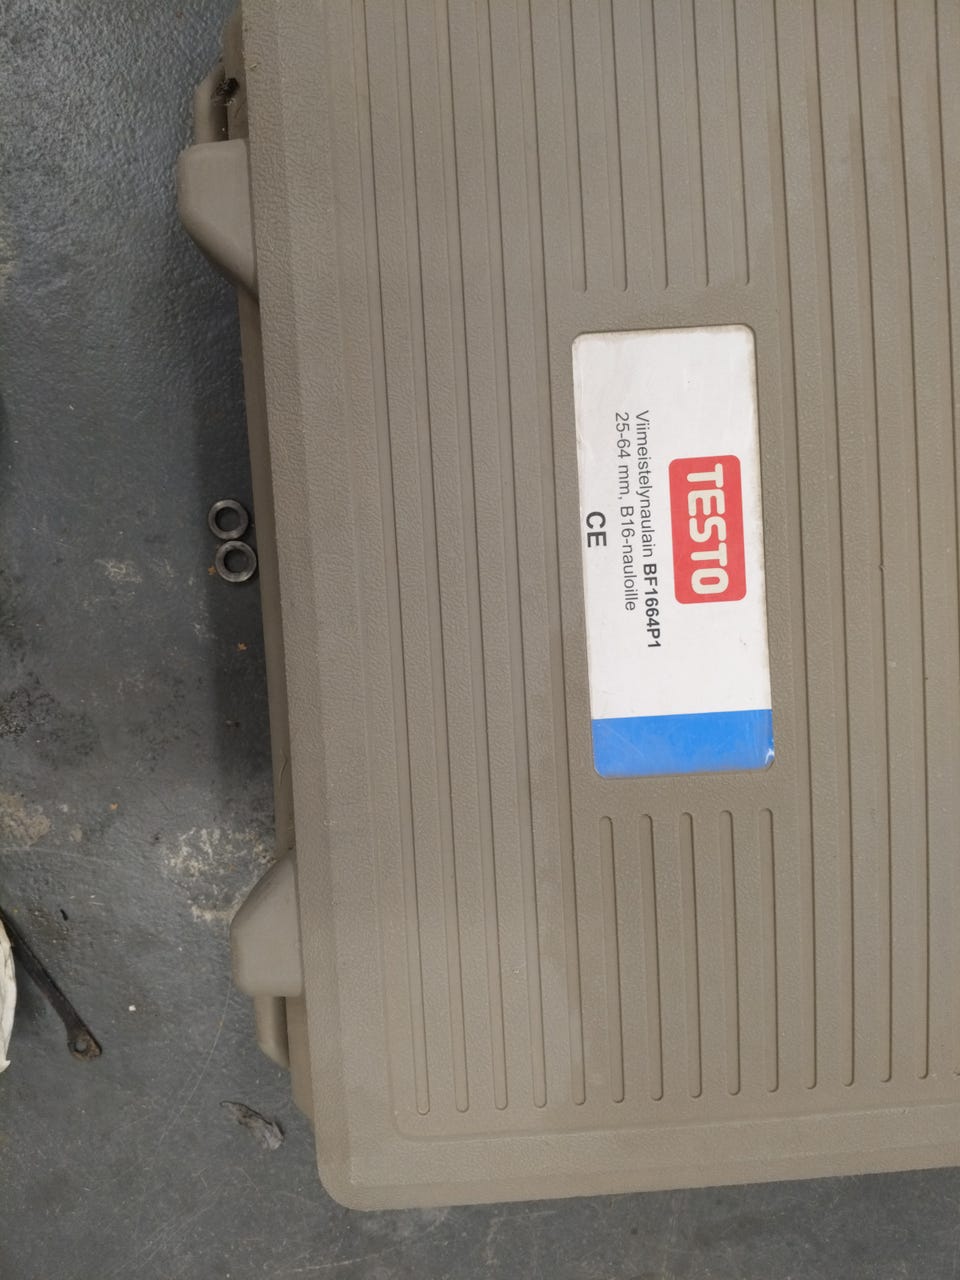 TESTO
Viimeistelynaulain BF1664P1
25-64 mm, B16-nauloille
CE